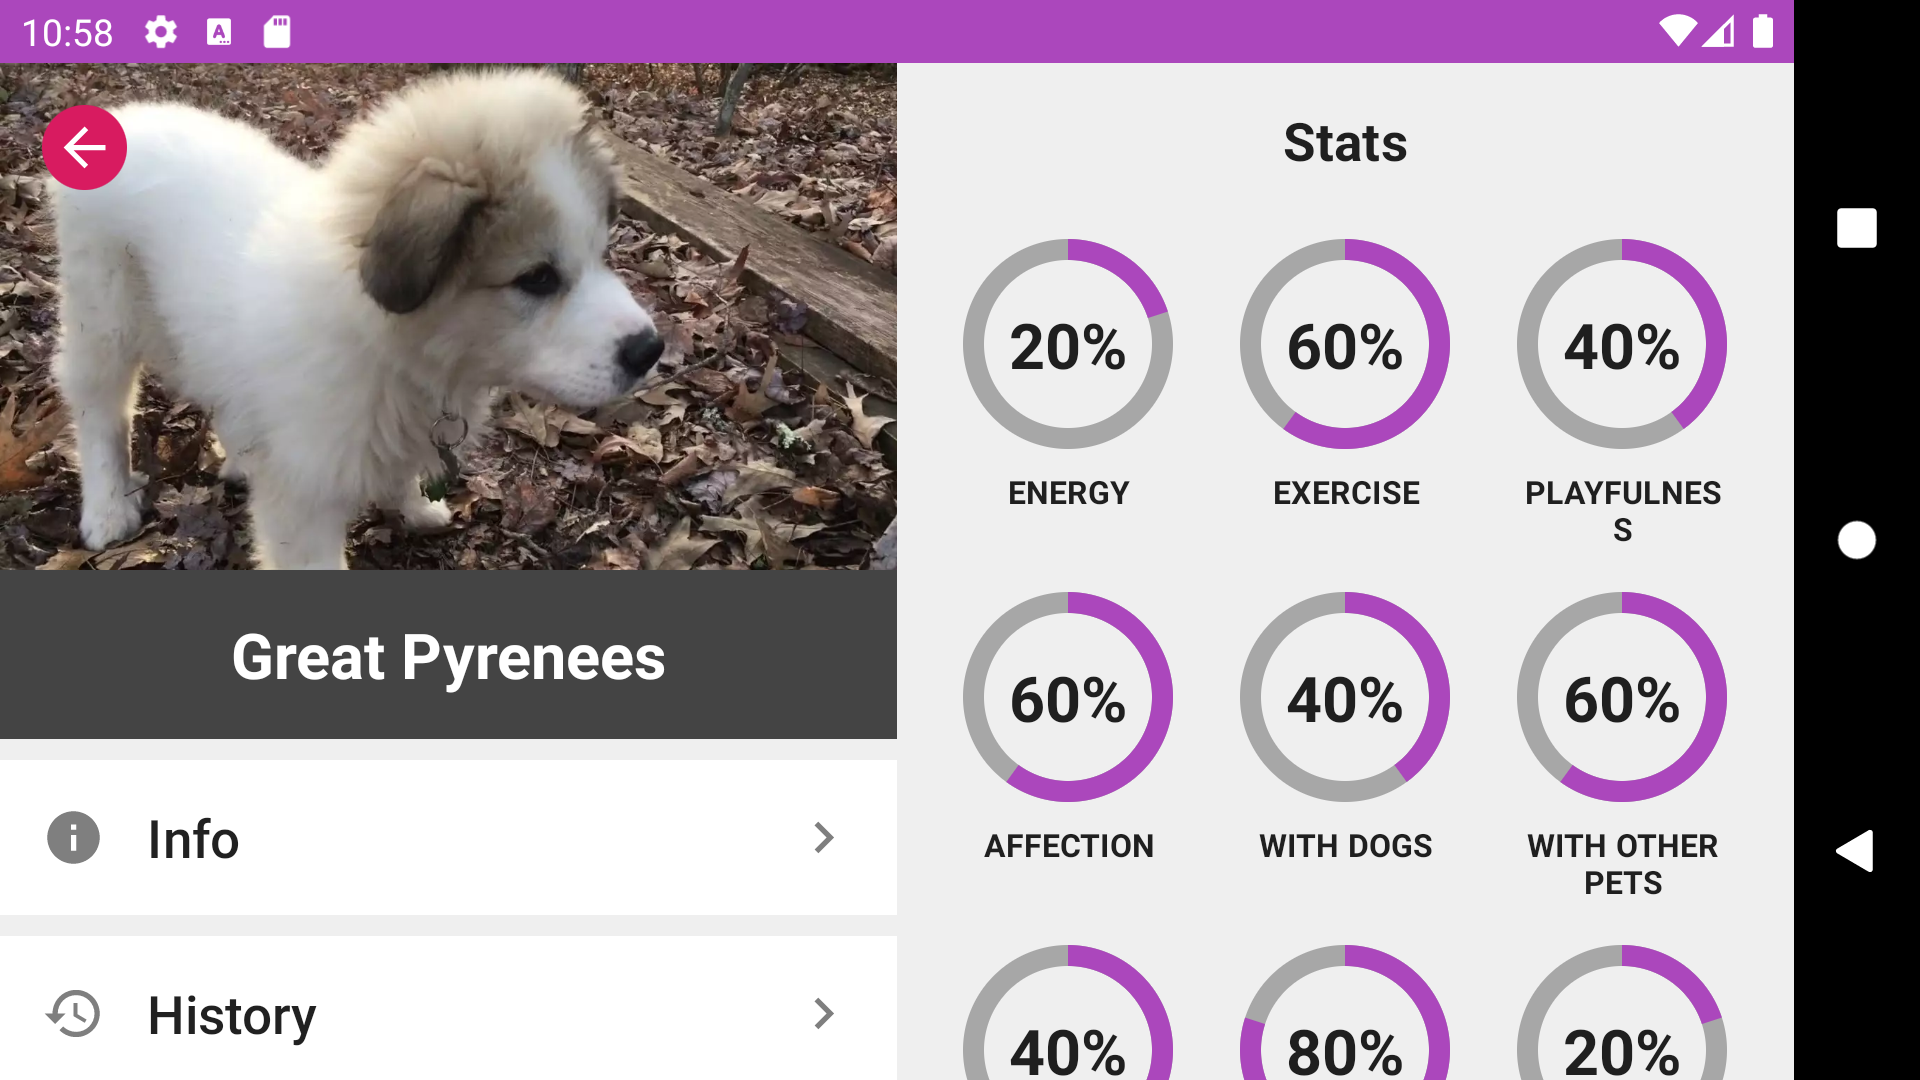 10:58
Stats
20%
60%
40%
ENERGY
EXERCISE
PLAYFULNES
S
Great Pyrenees
60%
40%
60%
AFFECTION
WITH DOGS
WITH OTHER
PETS
Info
History
40%
80%
20%